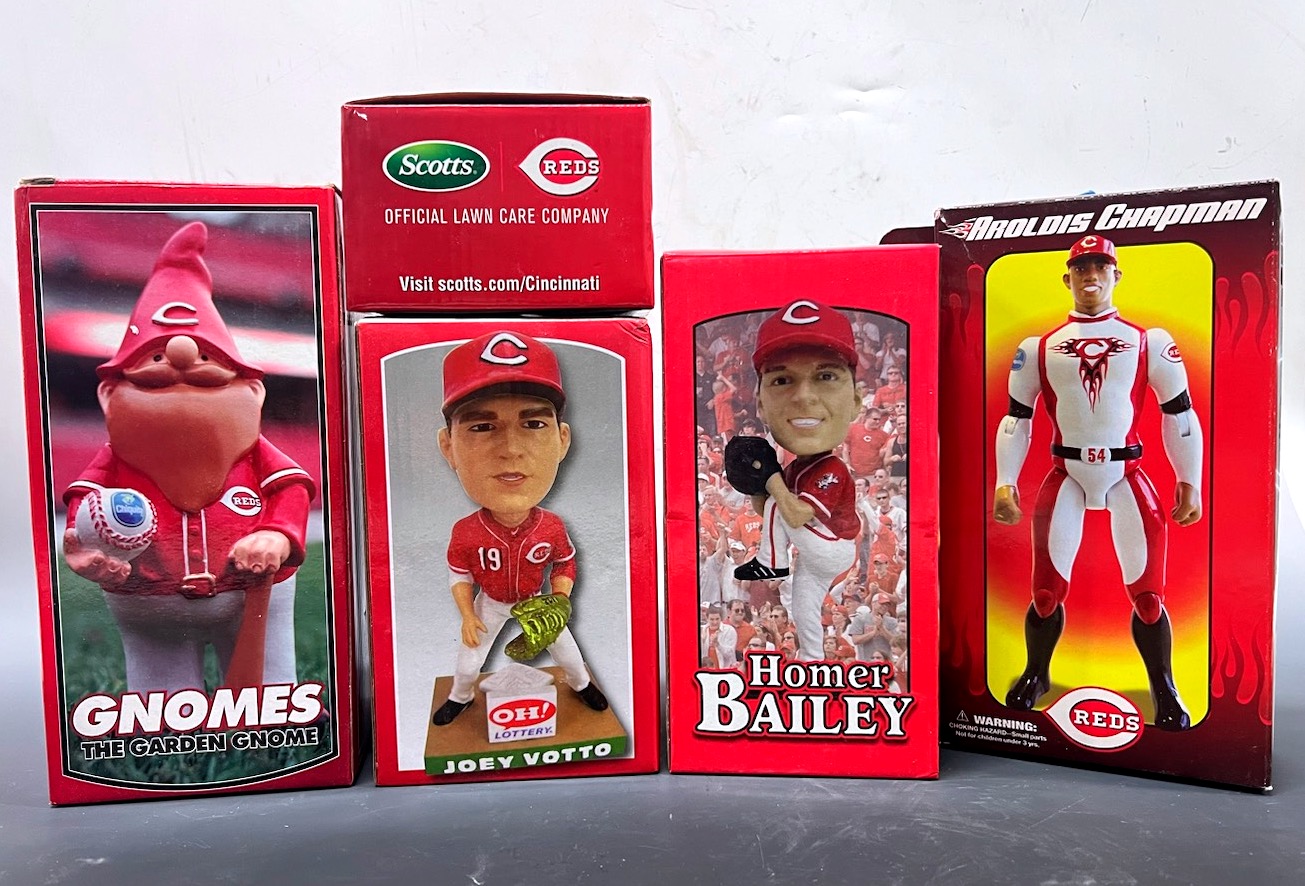 C
Chiquita
REDS
GNOMES
THE GARDEN GNOME
Scotts
REDS
OFFICIAL LAWN CARE COMPANY
Visit scotts.com/Cincinnati
C
19
REDS
OH!
LOTTERY.
JOEY VOTTO
C
Homer
BAILEY
AROLDIS CHAPMAN
C
54
REDS
WARNING:
CHOKING HAZARD—Small parts
Not for children under 3 yrs.